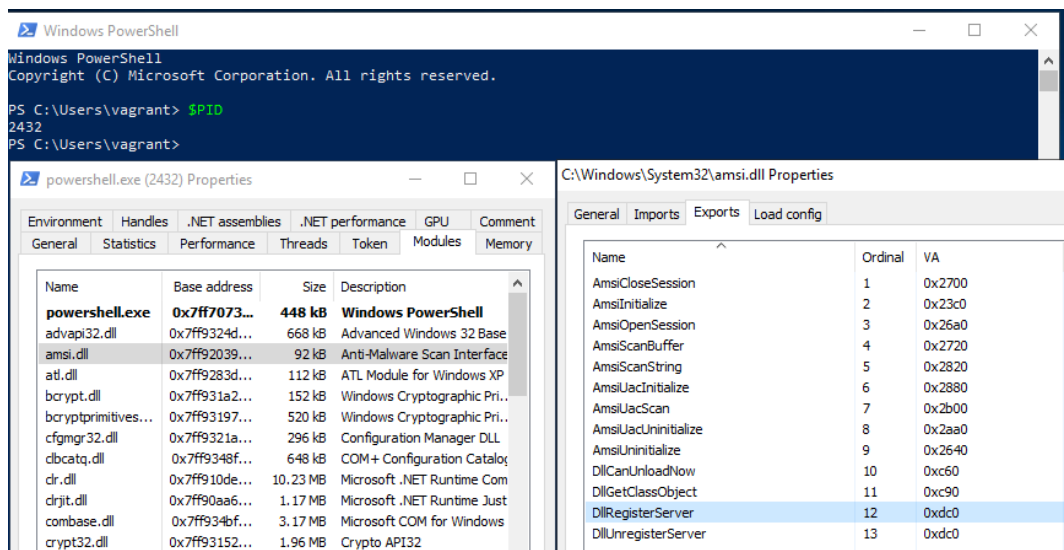 Windows PowerShell
Windows PowerShell
Copyright (C) Microsoft Corporation. All rights reserved.
PS C:\Users\vagrant> $PID
2432
PS C:\Users\vagrant>
powershell.exe (2432) Properties
Environment Handles .NET assemblies .NET performance GPU Comment
General Statistics Performance Threads Token Modules Memory
Name Base address Size Description
powershell.exe 0x7ff7073... 448 kB Windows PowerShell
advapi32.dll 0x7ff9324d... 668 kB Advanced Windows 32 Base
amsi.dll 0x7ff92039... 92 kB Anti-Malware Scan Interface
atl.dll 0x7ff9283d... 112 kB ATL Module for Windows XP
bcrypt.dll 0x7ff931a2... 152 kB Windows Cryptographic Pri...
bcryptprimitives... 0x7ff93197... 520 kB Windows Cryptographic Pri...
cfgmgr32.dll 0x7ff9321a... 296 kB Configuration Manager DLL
clbcatq.dll 0x7ff9348f... 648 kB COM+ Configuration Catalog
clr.dll 0x7ff910de... 10.23 MB Microsoft .NET Runtime Com
clrjit.dll 0x7ff90aa6... 1.17 MB Microsoft .NET Runtime Just
combase.dll 0x7ff934bf... 3.17 MB Microsoft COM for Windows
crypt32.dll 0x7ff93152... 1.96 MB Crypto API32
C:\Windows\System32\amsi.dll Properties
General Imports Exports Load config
Name Ordinal VA
AmsiCloseSession 1 0x2700
AmsiInitialize 2 0x23c0
AmsiOpenSession 3 0x26a0
AmsiScanBuffer 4 0x2720
AmsiScanString 5 0x2820
AmsiUacInitialize 6 0x2880
AmsiUacScan 7 0x2b00
AmsiUacUninitialize 8 0x2aa0
AmsiUninitialize 9 0x2640
DllCanUnloadNow 10 0xc60
DllGetClassObject 11 0xc90
DllRegisterServer 12 0xdc0
DllUnregisterServer 13 0xdc0